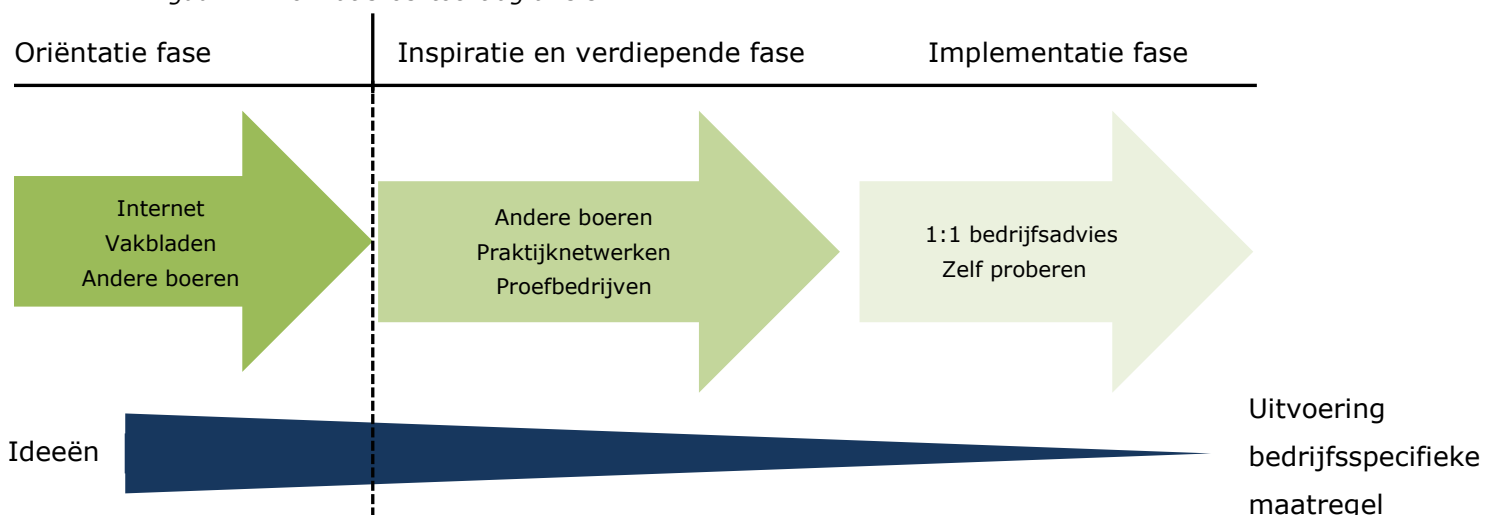 Oriëntatie fase
Inspiratie en verdiepende fase
Implementatie fase
Internet
Vakbladen
Andere boeren
Andere boeren
Praktijknetwerken
Proefbedrijven
1:1 bedrijfsadvies
Zelf proberen
Ideeën
Uitvoering
bedrijfsspecifieke
maatregel